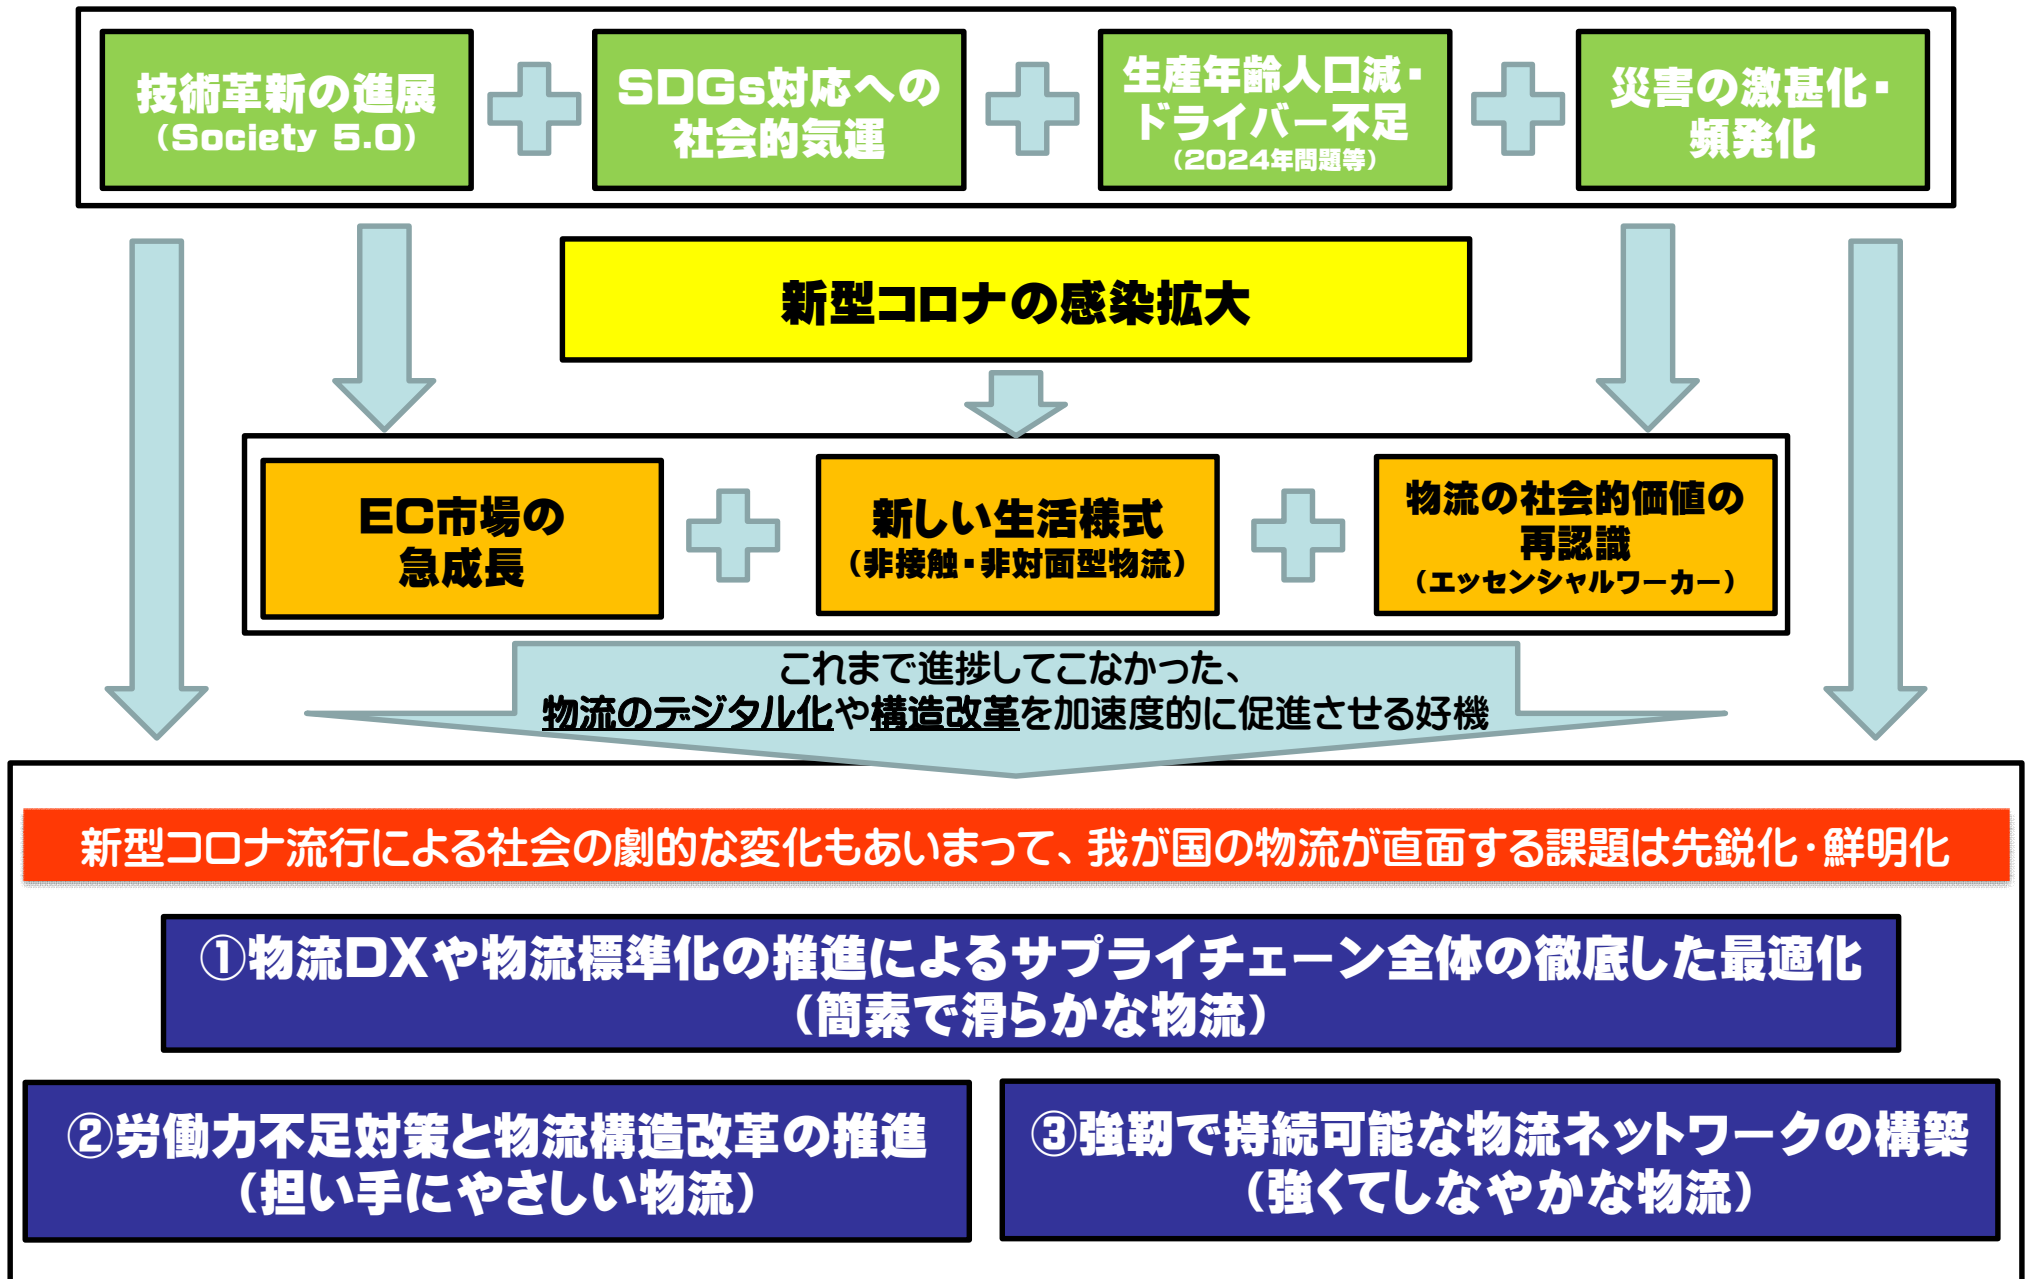 技術革新の進展
(Society 5.0)
SDGs対応への
社会的気運
生産年齢人口減・
ドライバー不足
(2024年問題等)
災害の激甚化・
頻発化
新型コロナの感染拡大
EC市場の
急成長
新しい生活様式
(非接触・非対面型物流)
物流の社会的価値の
再認識
(エッセンシャルワーカー)
これまで進捗してこなかった、
物流のデジタル化や構造改革を加速度的に促進させる好機
新型コロナ流行による社会の劇的な変化もあいまって、我が国の物流が直面する課題は先鋭化・鮮明化
①物流DXや物流標準化の推進によるサプライチェーン全体の徹底した最適化
(簡素で滑らかな物流)
②労働力不足対策と物流構造改革の推進
(担い手にやさしい物流)
③強靭で持続可能な物流ネットワークの構築
(強くてしなやかな物流)